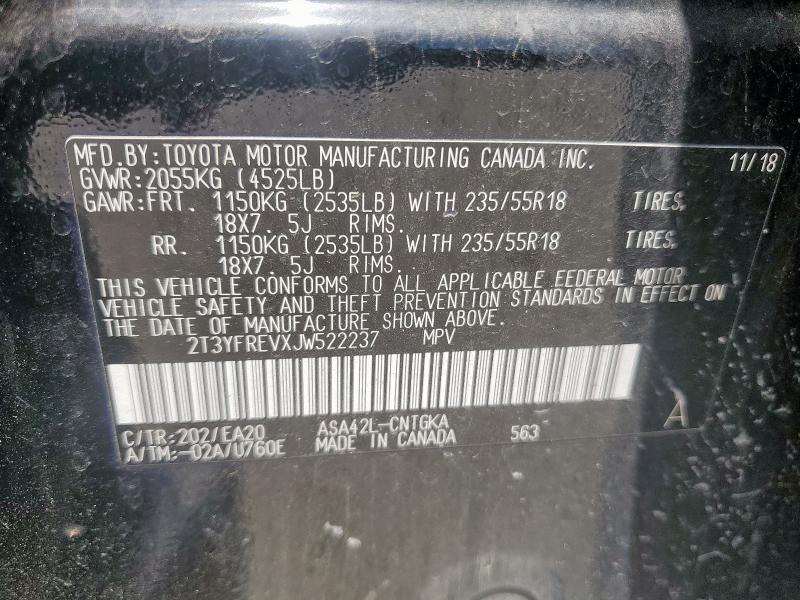 MFD.BY:TOYOTA MOTOR MANUFACTURING CANADA INC. 11/18
GVWR:2055KG (4525LB)
GAWR:FRT. 1150KG (2535LB) WITH 235/55R18 TIRES,
18X7. 5J RIMS.
RR. 1150KG (2535LB) WITH 235/55R18 TIRES,
18X7. 5J RIMS.
THIS VEHICLE CONFORMS TO ALL APPLICABLE FEDERAL MOTOR
VEHICLE SAFETY AND THEFT PREVENTION STANDARDS IN EFFECT ON
THE DATE OF MANUFACTURE SHOWN ABOVE.
2T3YFREVXJW522237 MPV
A
C/TR:202/EA20 ASA42L-CNTGKA 563
A/TM:-02A/U760E MADE IN CANADA